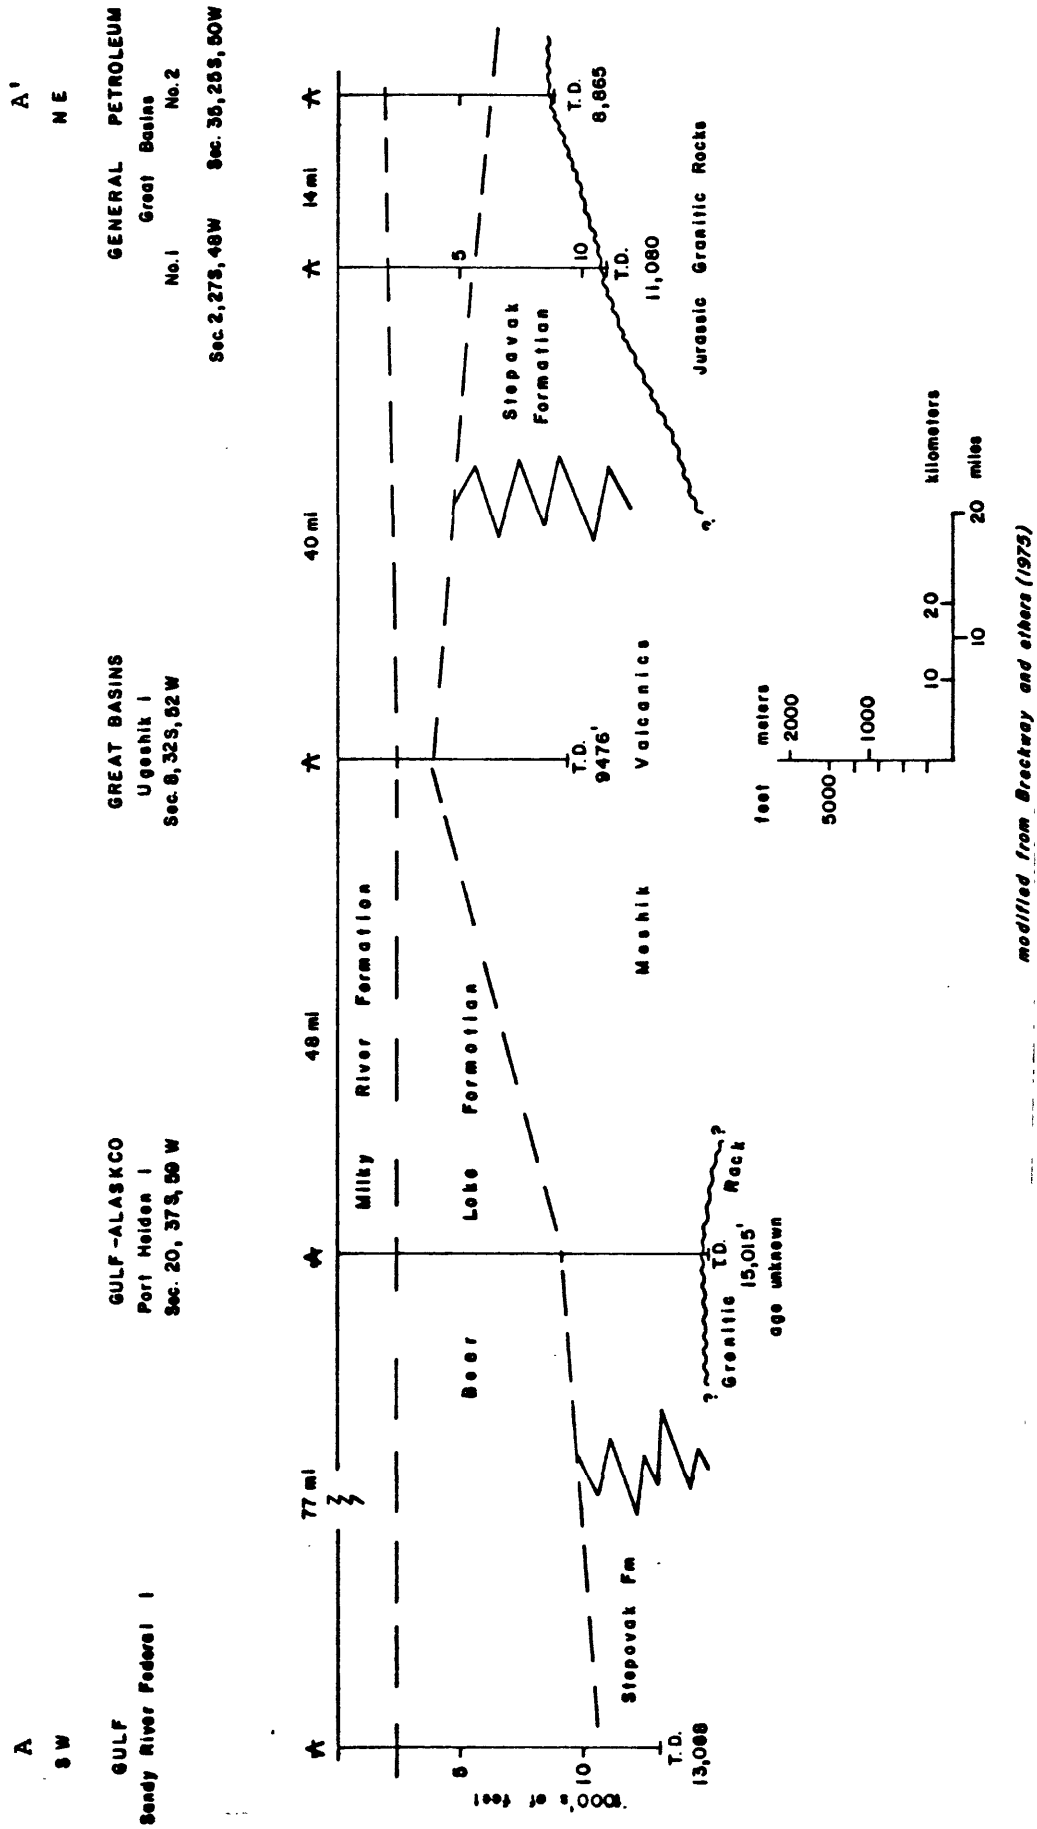 A
SW
A'
NE
GULF
Sandy River Federal 1
GULF-ALASKCO
Port Heiden 1
Sec. 20, 37S, 59W
GREAT BASINS
Ugashik 1
Sec. 8, 32S, 52W
GENERAL PETROLEUM
Great Basins
No.1 No.2
Sec. 2, 27S, 48W Sec. 35, 25S, 50W
77 mi
48 mi
40 mi
14 mi
Milky River Formation
Bear Lake Formation
Stepovak Fm
Stepovak
Formation
Meshik Volcanics
5
10
1000's of feet
5
10
T.D.
13,068
T.D.
15,015'
T.D.
9476'
T.D.
11,080
T.D.
8,865
? Granitic Rock ?
age unknown
?
Jurassic Granitic Rocks
feet meters
5000
2000
1000
10 20 kilometers
10 20 miles
modified from Brockway and others (1975)